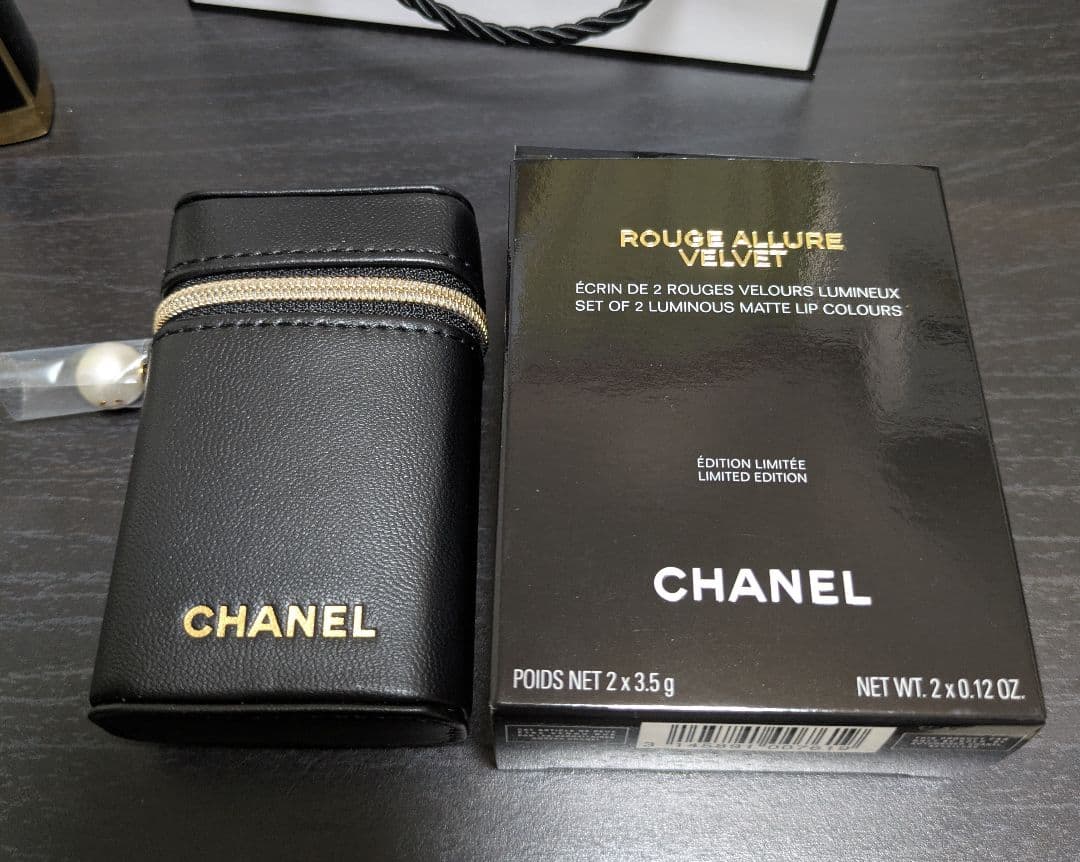 CHANEL
ROUGE ALLURE
VELVET
ÉCRIN DE 2 ROUGES VELOURS LUMINEUX
SET OF 2 LUMINOUS MATTE LIP COLOURS
ÉDITION LIMITÉE
LIMITED EDITION
CHANEL
POIDS NET 2 x 3.5 g
NET WT. 2 x 0.12 OZ.